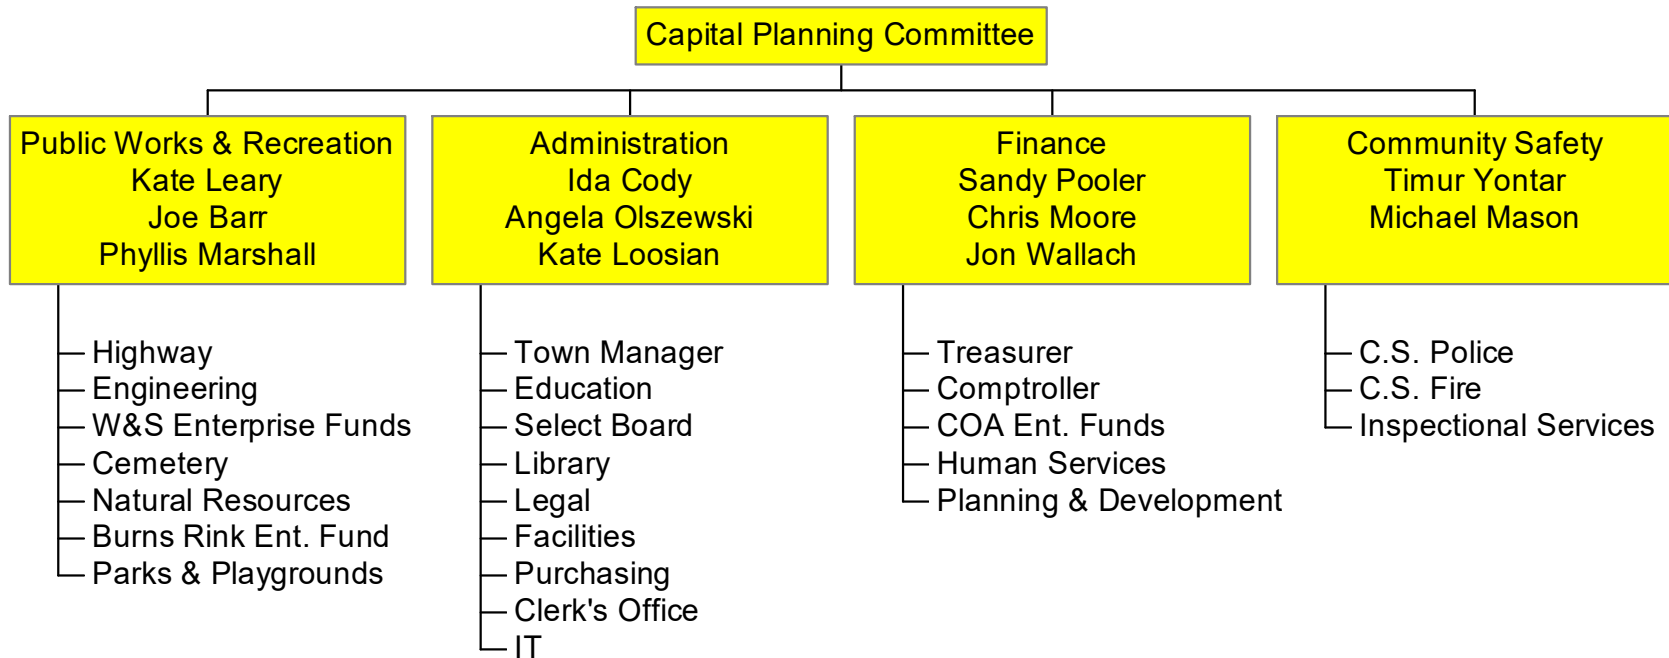 Capital Planning Committee
Public Works & Recreation
Kate Leary
Joe Barr
Phyllis Marshall
Highway
Engineering
W&S Enterprise Funds
Cemetery
Natural Resources
Burns Rink Ent. Fund
Parks & Playgrounds
Administration
Ida Cody
Angela Olszewski
Kate Loosian
Town Manager
Education
Select Board
Library
Legal
Facilities
Purchasing
Clerk's Office
IT
Finance
Sandy Pooler
Chris Moore
Jon Wallach
Treasurer
Comptroller
COA Ent. Funds
Human Services
Planning & Development
Community Safety
Timur Yontar
Michael Mason
C.S. Police
C.S. Fire
Inspectional Services